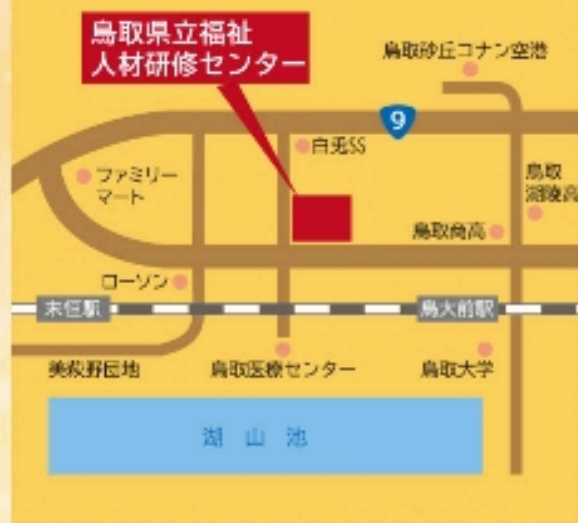 鳥取県立福祉
人材研修センター
鳥取砂丘コナン空港
9
白兎SS
ファミリー
マート
鳥取
湖陵高
鳥取商高
ローソン
末恒駅
鳥大前駅
美萩野団地
鳥取医療センター
鳥取大学
湖山池